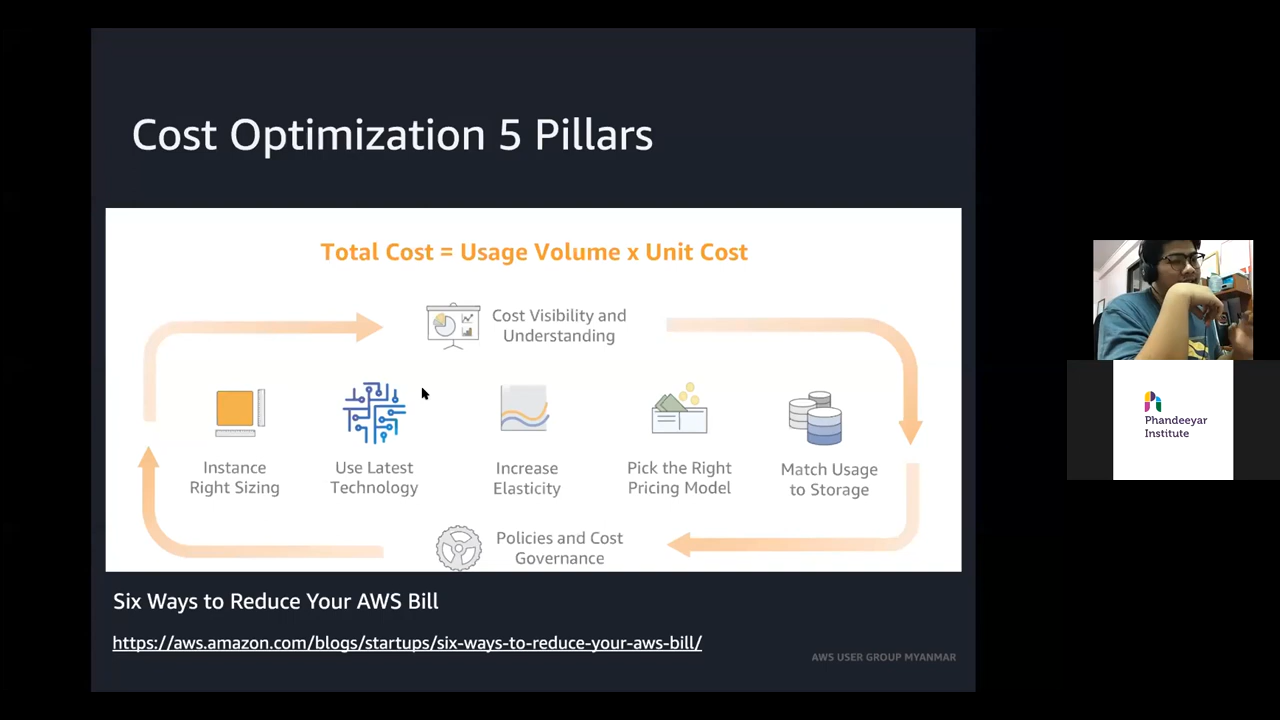 Cost Optimization 5 Pillars
Total Cost = Usage Volume x Unit Cost
Cost Visibility and
Understanding
Instance
Right Sizing
Use Latest
Technology
Increase
Elasticity
Pick the Right
Pricing Model
Match Usage
to Storage
Policies and Cost
Governance
Six Ways to Reduce Your AWS Bill
https://aws.amazon.com/blogs/startups/six-ways-to-reduce-your-aws-bill/
AWS USER GROUP MYANMAR
Phandeeyar
Institute